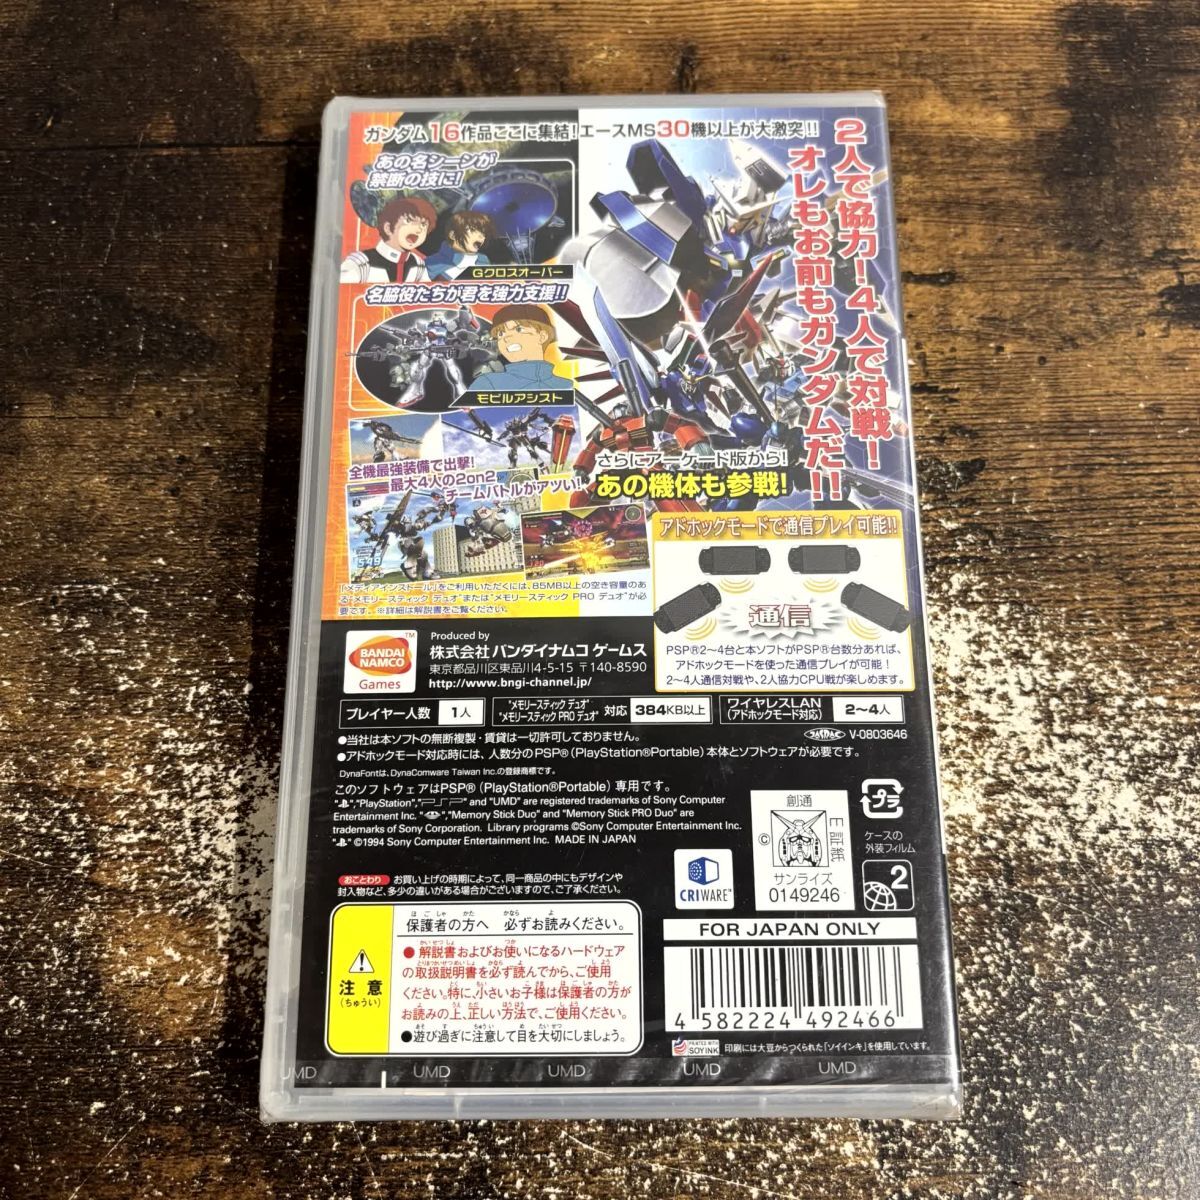 ガンダム16作品ここに集結!エースMS30機以上が大激突!!
2人で協力!4人で対戦!
オレもお前もガンダムだ!!
あの名シーンが
禁断の技に!
Gクロスオーバー
名脇役たちが君を強力支援!!
モビルアシスト
全機最強装備で出撃!
最大4人の2on2
チームバトルがアツい!
さらにアーケード版から!
あの機体も参戦!
「メディアインストール」をご利用いただくには、85MB以上の空き容量のあ
る"メモリースティック デュオ"または"メモリースティック PRO デュオ"が必
要です。※詳細は解説書をご覧ください。
アドホックモードで通信プレイ可能!!
通信
PSP®2〜4台と本ソフトがPSP®台数分あれば、
アドホックモードを使った通信プレイが可能!
2〜4人通信対戦や、2人協力CPU戦が楽しめます。
BANDAI
NAMCO
Games
TM
Produced by
株式会社 バンダイナムコ ゲームス
東京都品川区東品川4-5-15 〒140-8590
http://www.bngi-channel.jp/
プレイヤー人数 1人
"メモリースティック デュオ"
"メモリースティック PRO デュオ" 対応 384KB以上
ワイヤレスLAN
(アドホックモード対応) 2〜4人
●当社は本ソフトの無断複製・賃貸は一切許可しておりません。
V-0803646
●アドホックモード対応時には、人数分のPSP®(PlayStation®Portable)本体とソフトウェアが必要です。
DynaFontは、DynaComware Taiwan Inc.の登録商標です。
このソフトウェアはPSP®(PlayStation®Portable)専用です。
"","PlayStation","PSP" and "UMD" are registered trademarks of Sony Computer
Entertainment Inc. "","Memory Stick Duo" and "Memory Stick PRO Duo" are
trademarks of Sony Corporation. Library programs ©Sony Computer Entertainment Inc.
"" ©1994 Sony Computer Entertainment Inc. MADE IN JAPAN
おことわり お買い上げの時期によって、同一商品の中にもデザインや
封入物など、多少の違いがある場合がございますので、ご了承ください。
CRIWARE™
創通
©
E証紙
サンライズ
0149246
プラ
ケースの
外装フィルム
2
注意
(ちゅうい)
保護者の方へ 必ずお読みください。
●解説書およびお使いになるハードウェア
の取扱説明書を必ず読んでから、ご使用
ください。特に、小さいお子様は保護者の方が
お読みの上、正しい方法で、ご使用ください。
●遊び過ぎに注意して目を大切にしましょう。
FOR JAPAN ONLY
4 582224 492466
PRINTED WITH
SOY INK
印刷には大豆からつくられた「ソイインキ」を使用しています。
UMD UMD UMD UMD UMD